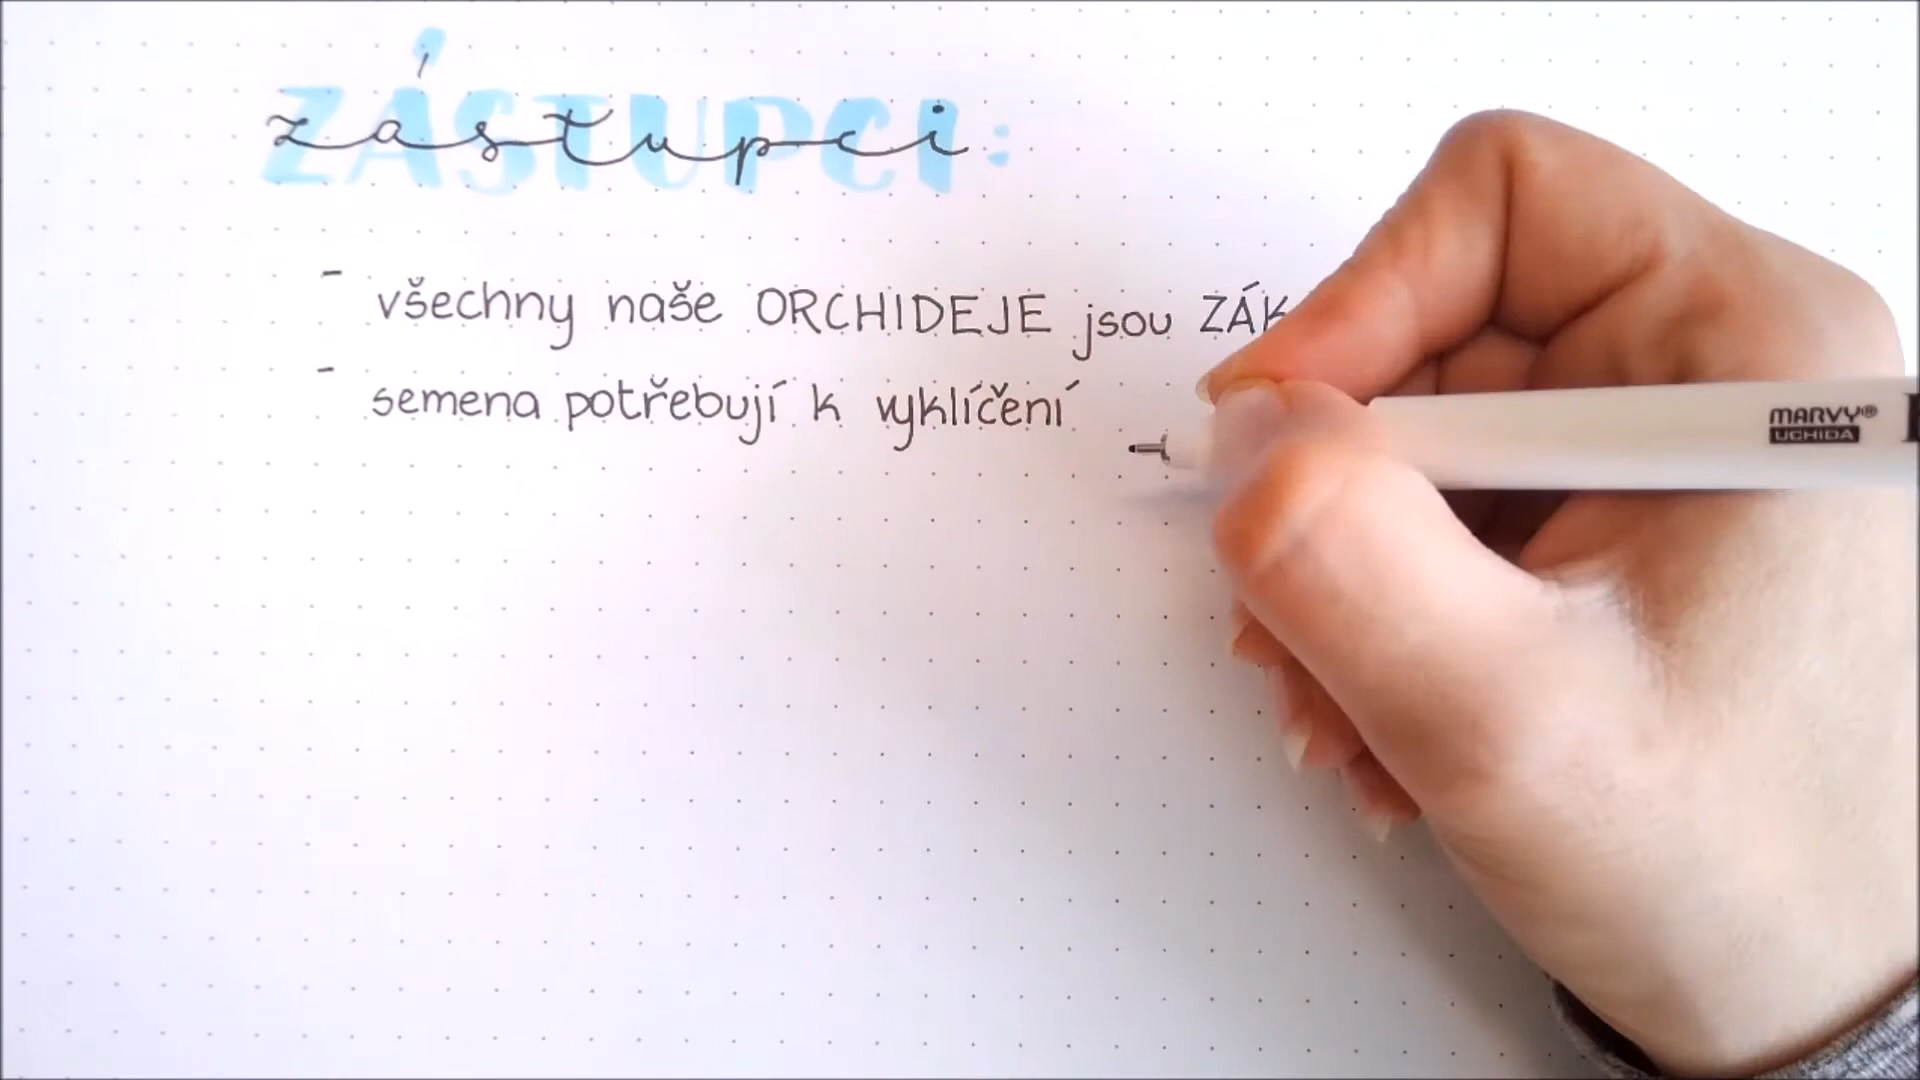 ZÁSTUPCI:
zástupci
- všechny naše ORCHIDEJE jsou ZÁK
- semena potřebují k vyklíčení
MARVY®
UCHIDA